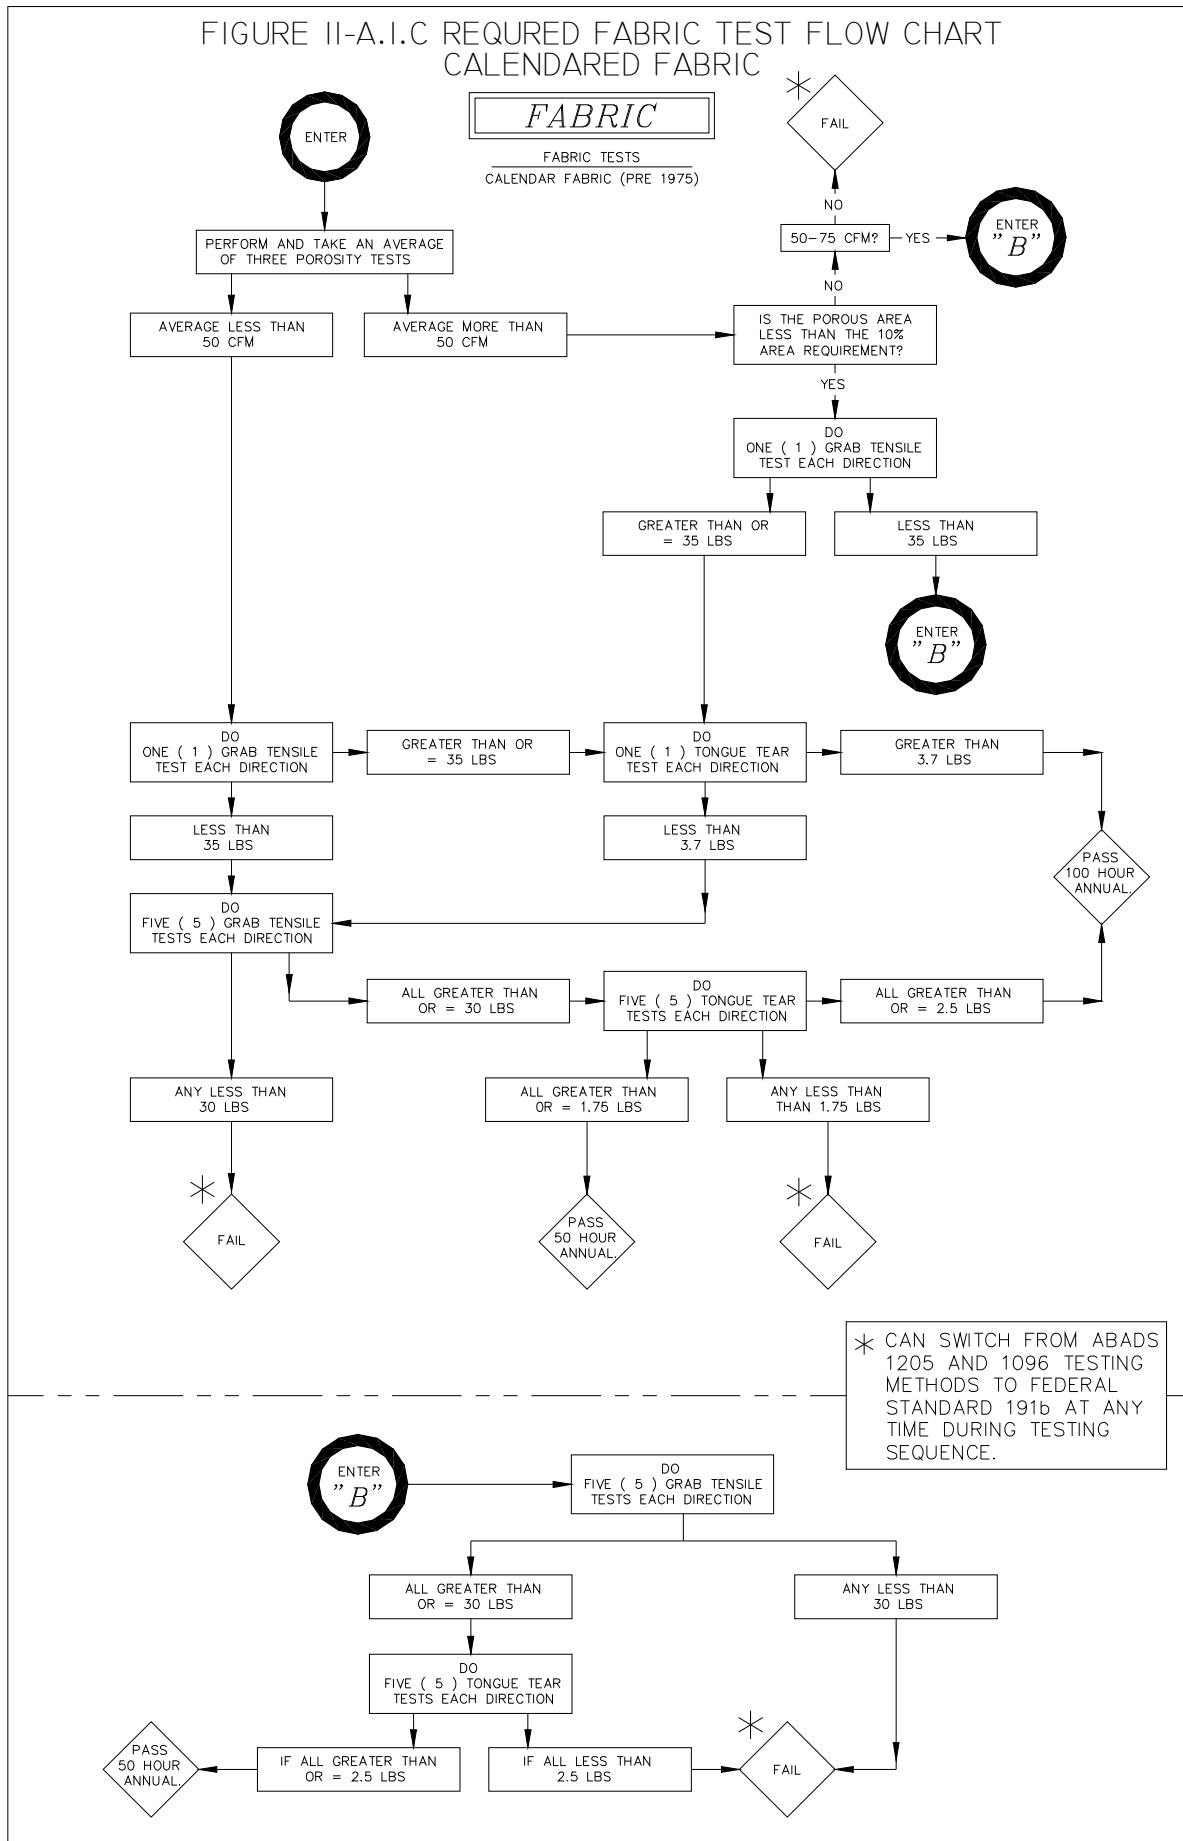 FIGURE II-A.I.C REQURED FABRIC TEST FLOW CHART
CALENDARED FABRIC
FABRIC
FABRIC TESTS
CALENDAR FABRIC (PRE 1975)
ENTER
*
FAIL
NO
50-75 CFM?
YES
ENTER
"B"
NO
PERFORM AND TAKE AN AVERAGE
OF THREE POROSITY TESTS
AVERAGE LESS THAN
50 CFM
AVERAGE MORE THAN
50 CFM
IS THE POROUS AREA
LESS THAN THE 10%
AREA REQUIREMENT?
YES
DO
ONE ( 1 ) GRAB TENSILE
TEST EACH DIRECTION
GREATER THAN OR
= 35 LBS
LESS THAN
35 LBS
ENTER
"B"
DO
ONE ( 1 ) GRAB TENSILE
TEST EACH DIRECTION
GREATER THAN OR
= 35 LBS
DO
ONE ( 1 ) TONGUE TEAR
TEST EACH DIRECTION
GREATER THAN
3.7 LBS
LESS THAN
35 LBS
LESS THAN
3.7 LBS
PASS
100 HOUR
ANNUAL.
DO
FIVE ( 5 ) GRAB TENSILE
TESTS EACH DIRECTION
ALL GREATER THAN
OR = 30 LBS
DO
FIVE ( 5 ) TONGUE TEAR
TESTS EACH DIRECTION
ALL GREATER THAN
OR = 2.5 LBS
ANY LESS THAN
30 LBS
ALL GREATER THAN
OR = 1.75 LBS
ANY LESS THAN
THAN 1.75 LBS
*
FAIL
PASS
50 HOUR
ANNUAL.
*
FAIL
* CAN SWITCH FROM ABADS
1205 AND 1096 TESTING
METHODS TO FEDERAL
STANDARD 191b AT ANY
TIME DURING TESTING
SEQUENCE.
ENTER
"B"
DO
FIVE ( 5 ) GRAB TENSILE
TESTS EACH DIRECTION
ALL GREATER THAN
OR = 30 LBS
ANY LESS THAN
30 LBS
DO
FIVE ( 5 ) TONGUE TEAR
TESTS EACH DIRECTION
PASS
50 HOUR
ANNUAL.
IF ALL GREATER THAN
OR = 2.5 LBS
IF ALL LESS THAN
2.5 LBS
*
FAIL